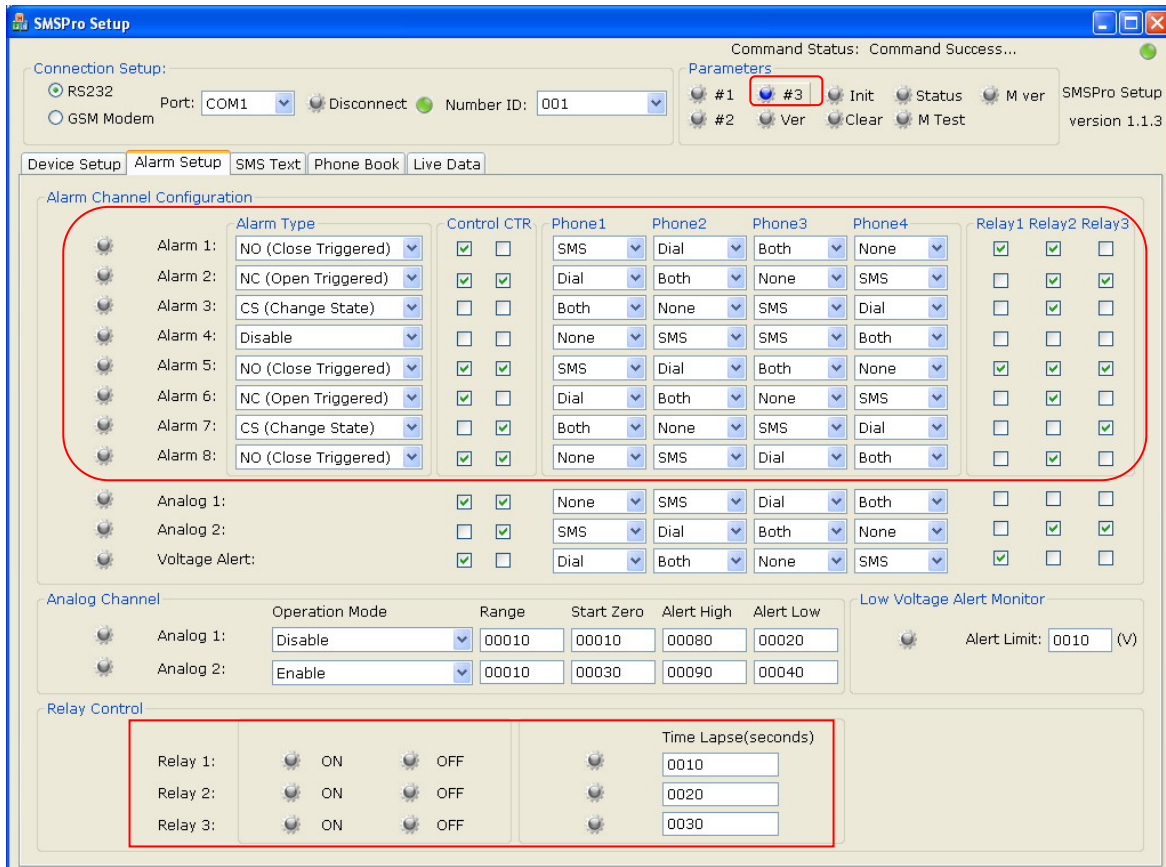 SMSPro Setup
Command Status: Command Success...
Connection Setup:
RS232
GSM Modem
Port: COM1 Disconnect Number ID: 001
Parameters
#1 #3 Init Status M ver
#2 Ver Clear M Test
SMSPro Setup
version 1.1.3
Device Setup Alarm Setup SMS Text Phone Book Live Data
Alarm Channel Configuration
Alarm Type Control CTR Phone1 Phone2 Phone3 Phone4 Relay1 Relay2 Relay3
Alarm 1: NO (Close Triggered) SMS Dial Both None
Alarm 2: NC (Open Triggered) Dial Both None SMS
Alarm 3: CS (Change State) Both None SMS Dial
Alarm 4: Disable None SMS SMS Both
Alarm 5: NO (Close Triggered) SMS Dial Both None
Alarm 6: NC (Open Triggered) Dial Both None SMS
Alarm 7: CS (Change State) Both None SMS Dial
Alarm 8: NO (Close Triggered) None SMS Dial Both
Analog 1: None SMS Dial Both
Analog 2: SMS Dial Both None
Voltage Alert: Dial Both None SMS
Analog Channel
Operation Mode Range Start Zero Alert High Alert Low
Analog 1: Disable 00010 00010 00080 00020
Analog 2: Enable 00010 00030 00090 00040
Low Voltage Alert Monitor
Alert Limit: 0010 (V)
Relay Control
Time Lapse(seconds)
Relay 1: ON OFF 0010
Relay 2: ON OFF 0020
Relay 3: ON OFF 0030